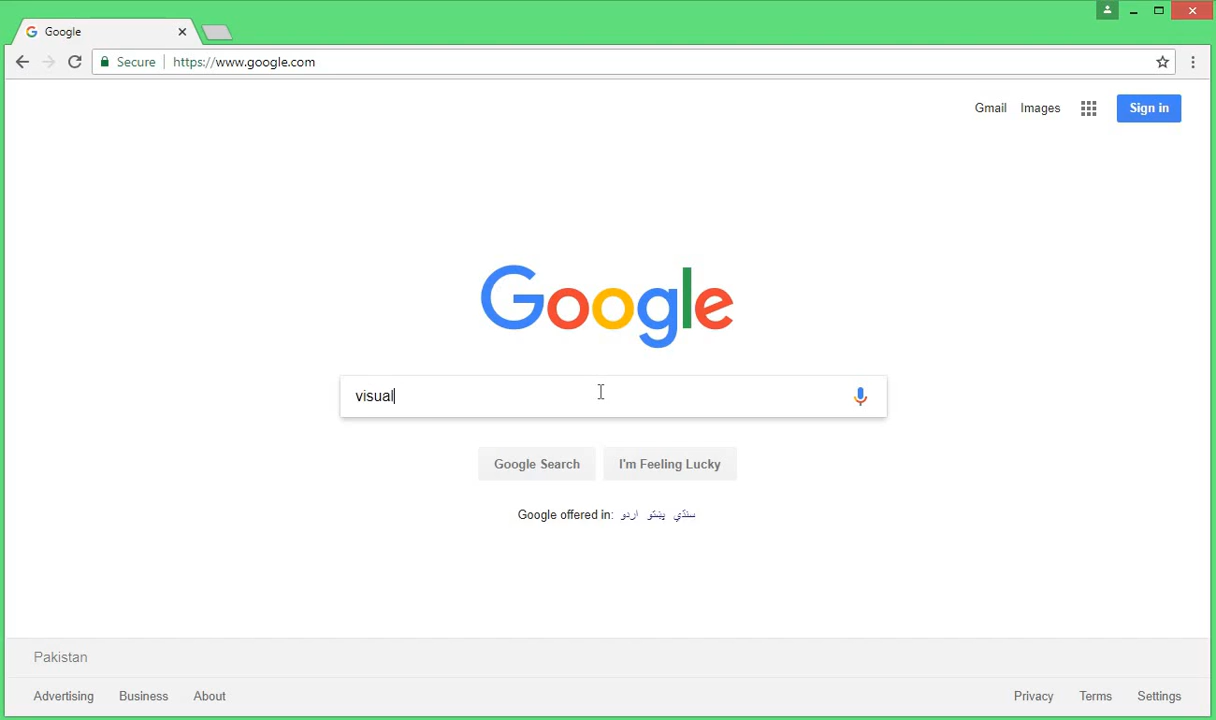 Google
Secure https://www.google.com
Gmail Images Sign in
Google
visual
Google Search I'm Feeling Lucky
Google offered in: اردو پښتو سنڌي
Pakistan
Advertising Business About Privacy Terms Settings